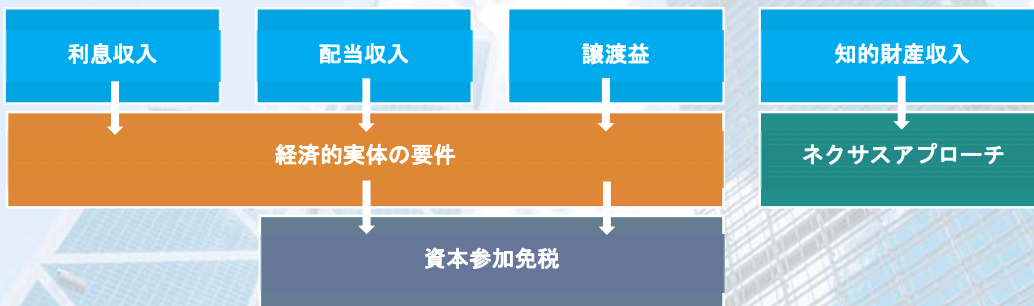 利息収入
配当収入
譲渡益
知的財産収入
経済的実体の要件
ネクサスアプローチ
資本参加免税